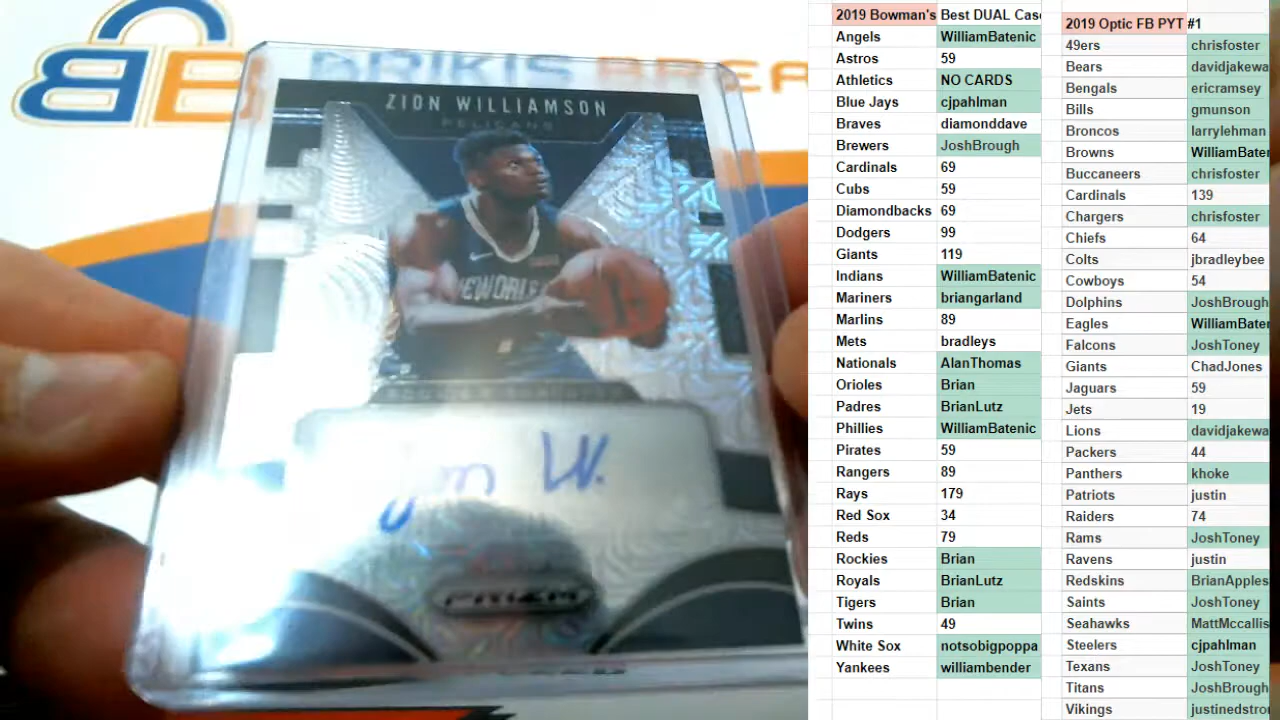 BREA
ZION WILLIAMSON
PELICANS
NEW ORLE
W.
PRIZM
2019 Bowman's Best DUAL Case
Angels WilliamBatenic
Astros 59
Athletics NO CARDS
Blue Jays cjpahlman
Braves diamonddave
Brewers JoshBrough
Cardinals 69
Cubs 59
Diamondbacks 69
Dodgers 99
Giants 119
Indians WilliamBatenic
Mariners briangarland
Marlins 89
Mets bradleys
Nationals AlanThomas
Orioles Brian
Padres BrianLutz
Phillies WilliamBatenic
Pirates 59
Rangers 89
Rays 179
Red Sox 34
Reds 79
Rockies Brian
Royals BrianLutz
Tigers Brian
Twins 49
White Sox notsobigpoppa
Yankees williambender
2019 Optic FB PYT #1
49ers chrisfoster
Bears davidjakewa
Bengals ericramsey
Bills gmunson
Broncos larrylehman
Browns WilliamBater
Buccaneers chrisfoster
Cardinals 139
Chargers chrisfoster
Chiefs 64
Colts jbradleybee
Cowboys 54
Dolphins JoshBrough
Eagles WilliamBater
Falcons JoshToney
Giants ChadJones
Jaguars 59
Jets 19
Lions davidjakewa
Packers 44
Panthers khoke
Patriots justin
Raiders 74
Rams JoshToney
Ravens justin
Redskins BrianApples
Saints JoshToney
Seahawks MattMccallis
Steelers cjpahlman
Texans JoshToney
Titans JoshBrough
Vikings justinedstro